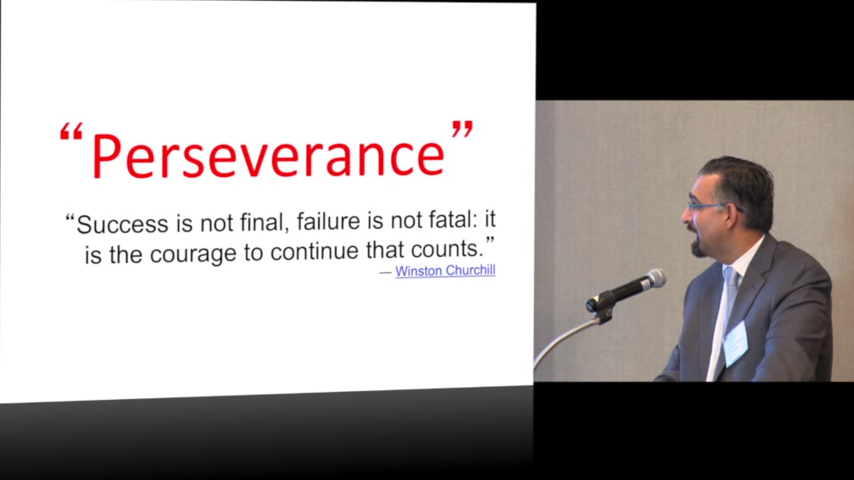 “Perseverance”
“Success is not final, failure is not fatal: it
is the courage to continue that counts.”
— Winston Churchill